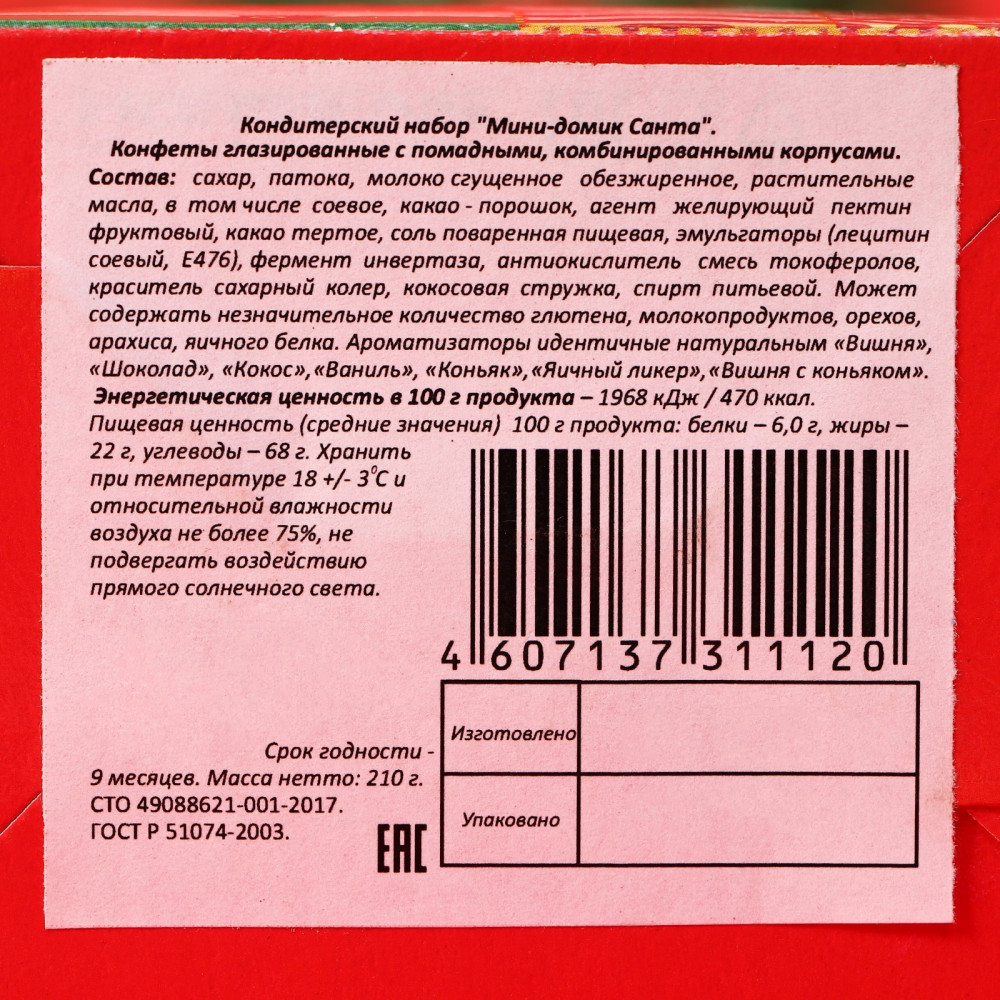 Кондитерский набор "Мини-домик Санта".
Конфеты глазированные с помадными, комбинированными корпусами.
Состав: сахар, патока, молоко сгущенное обезжиренное, растительные
масла, в том числе соевое, какао - порошок, агент желирующий пектин
фруктовый, какао тертое, соль поваренная пищевая, эмульгаторы (лецитин
соевый, Е476), фермент инвертаза, антиокислитель смесь токоферолов,
краситель сахарный колер, кокосовая стружка, спирт питьевой. Может
содержать незначительное количество глютена, молокопродуктов, орехов,
арахиса, яичного белка. Ароматизаторы идентичные натуральным «Вишня»,
«Шоколад», «Кокос», «Ваниль», «Коньяк», «Яичный ликер», «Вишня с коньяком».
Энергетическая ценность в 100 г продукта – 1968 кДж / 470 ккал.
Пищевая ценность (средние значения) 100 г продукта: белки – 6,0 г, жиры –
22 г, углеводы – 68 г. Хранить
при температуре 18 +/- 3⁰С и
относительной влажности
воздуха не более 75%, не
подвергать воздействию
прямого солнечного света.
4 607137 311120
Изготовлено
Упаковано
Срок годности -
9 месяцев. Масса нетто: 210 г.
СТО 49088621-001-2017.
ГОСТ Р 51074-2003.
EAC